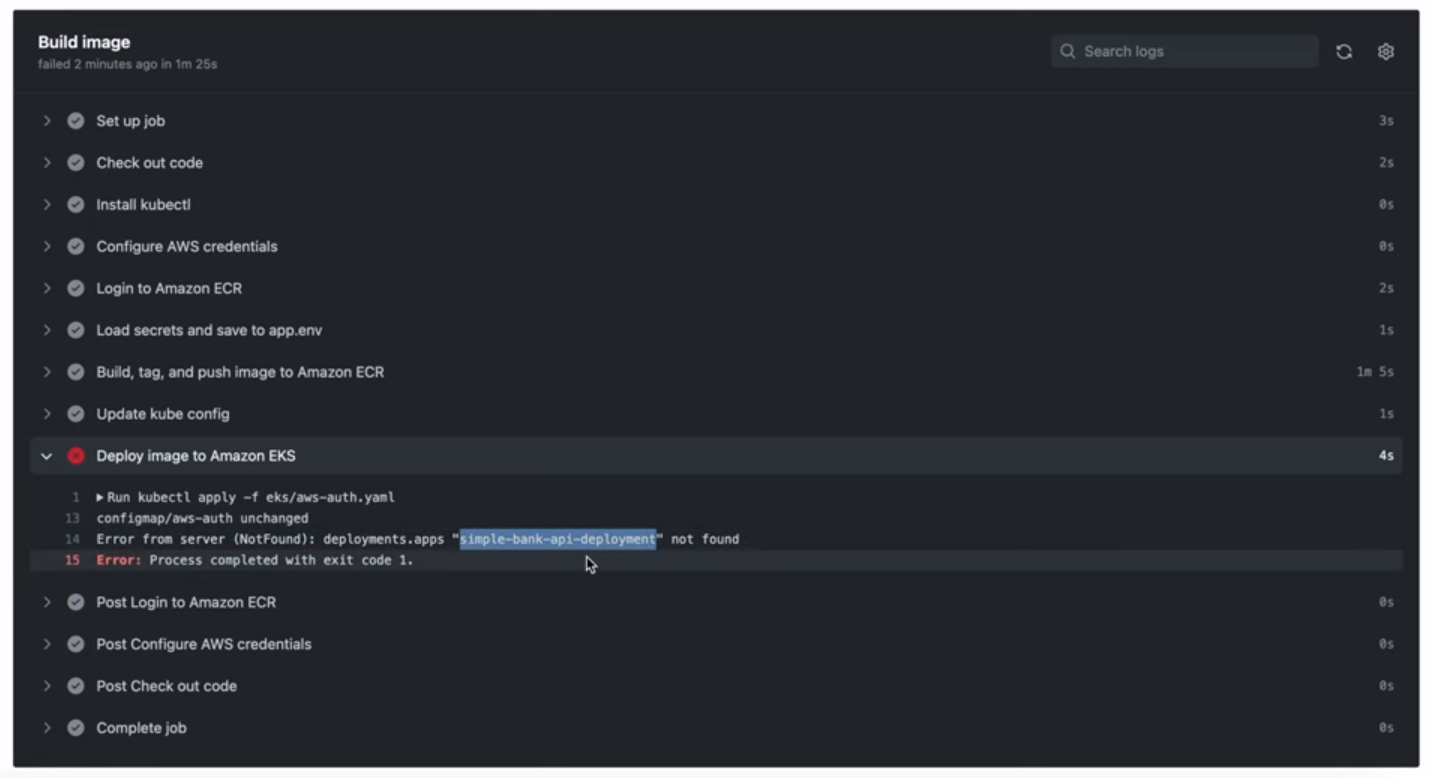 Build image
failed 2 minutes ago in 1m 25s
Search logs
Set up job 3s
Check out code 2s
Install kubectl 0s
Configure AWS credentials 0s
Login to Amazon ECR 2s
Load secrets and save to app.env 1s
Build, tag, and push image to Amazon ECR 1m 5s
Update kube config 1s
Deploy image to Amazon EKS 4s
1 ▶Run kubectl apply -f eks/aws-auth.yaml
13 configmap/aws-auth unchanged
14 Error from server (NotFound): deployments.apps "simple-bank-api-deployment" not found
15 Error: Process completed with exit code 1.
Post Login to Amazon ECR 0s
Post Configure AWS credentials 0s
Post Check out code 0s
Complete job 0s